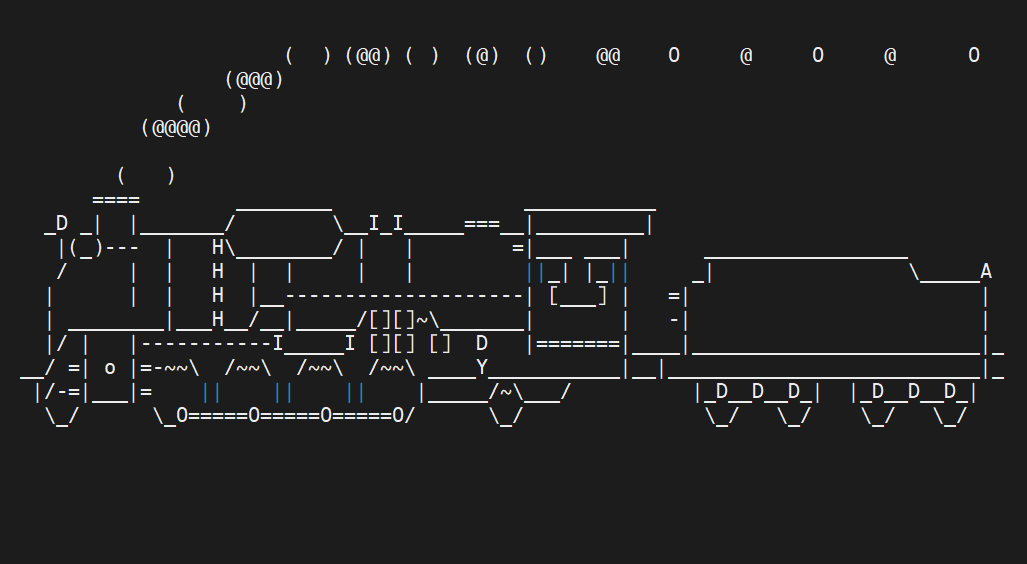 (  ) (@@) ( )  (@)  ()    @@    O     @     O     @      O
                 (@@@)
             (    )
          (@@@@)

        (   )
      ====        ________                ___________
  _D _|  |_______/        \__I_I_____===__|_________|
   |(_)---  |   H\________/ |   |        =|___ ___|      _________________
   /     |  |   H  |  |     |   |         ||_| |_||     _|                \_____A
  |      |  |   H  |__--------------------| [___] |   =|                        |
  | ________|___H__/__|_____/[][]~\_______|       |   -|                        |
  |/ |   |-----------I_____I [][] []  D   |=======|____|________________________|_
__/ =| o |=-~~\  /~~\  /~~\  /~~\ ____Y___________|__|__________________________|_
 |/-=|___|=    ||    ||    ||    |_____/~\___/          |_D__D__D_|  |_D__D__D_|
  \_/      \_O=====O=====O=====O/      \_/               \_/   \_/    \_/   \_/